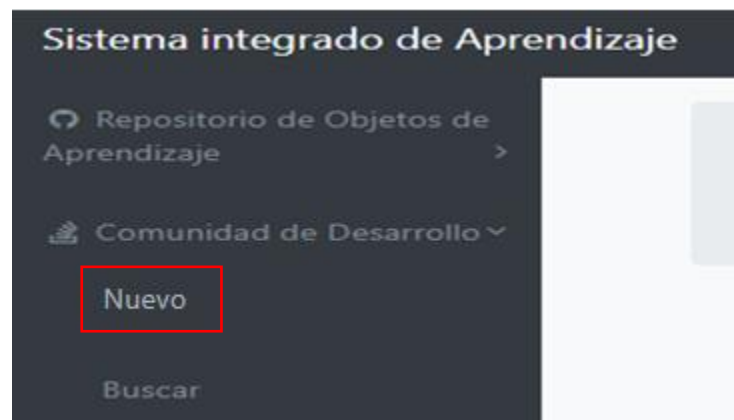 Sistema integrado de Aprendizaje
Repositorio de Objetos de
Aprendizaje
Comunidad de Desarrollo
Nuevo
Buscar